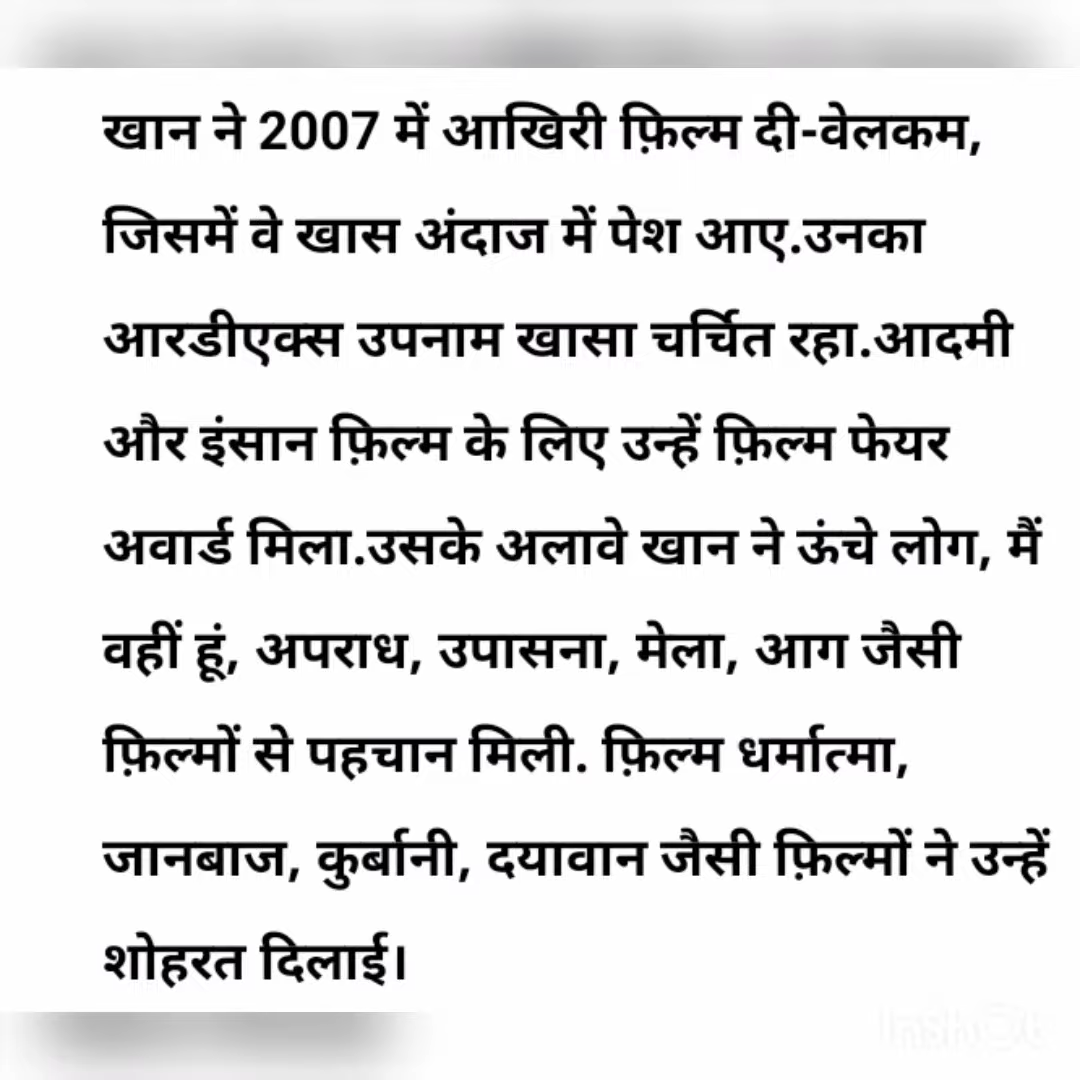 खान ने 2007 में आखिरी फ़िल्म दी-वेलकम,
जिसमें वे खास अंदाज में पेश आए.उनका
आरडीएक्स उपनाम खासा चर्चित रहा.आदमी
और इंसान फ़िल्म के लिए उन्हें फ़िल्म फेयर
अवार्ड मिला.उसके अलावे खान ने ऊंचे लोग, मैं
वहीं हूं, अपराध, उपासना, मेला, आग जैसी
फ़िल्मों से पहचान मिली. फ़िल्म धर्मात्मा,
जानबाज, कुर्बानी, दयावान जैसी फ़िल्मों ने उन्हें
शोहरत दिलाई।